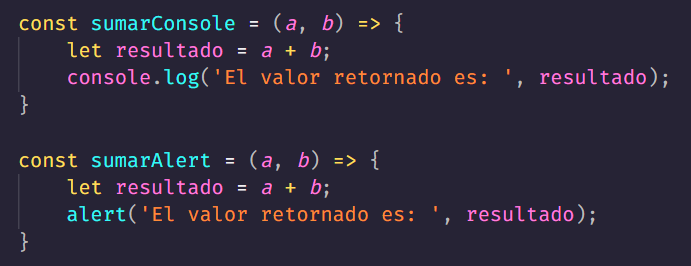 const sumarConsole = (a, b) => {
    let resultado = a + b;
    console.log('El valor retornado es: ', resultado);
}

const sumarAlert = (a, b) => {
    let resultado = a + b;
    alert('El valor retornado es: ', resultado);
}